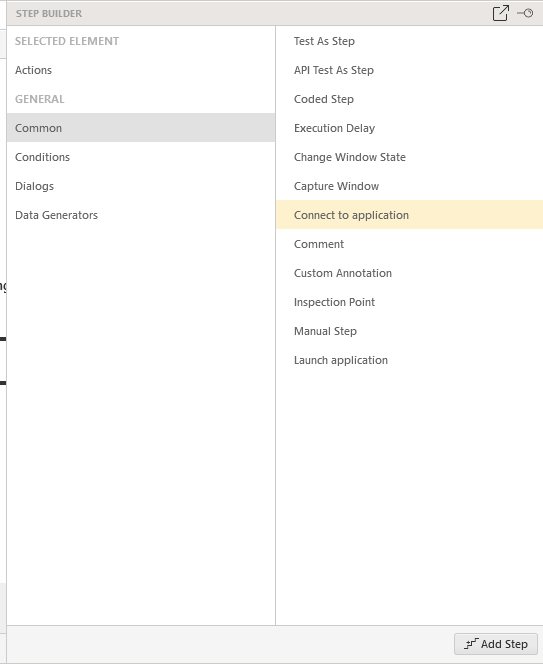 STEP BUILDER
SELECTED ELEMENT
Actions
GENERAL
Common
Conditions
Dialogs
Data Generators
Test As Step
API Test As Step
Coded Step
Execution Delay
Change Window State
Capture Window
Connect to application
Comment
Custom Annotation
Inspection Point
Manual Step
Launch application
Add Step